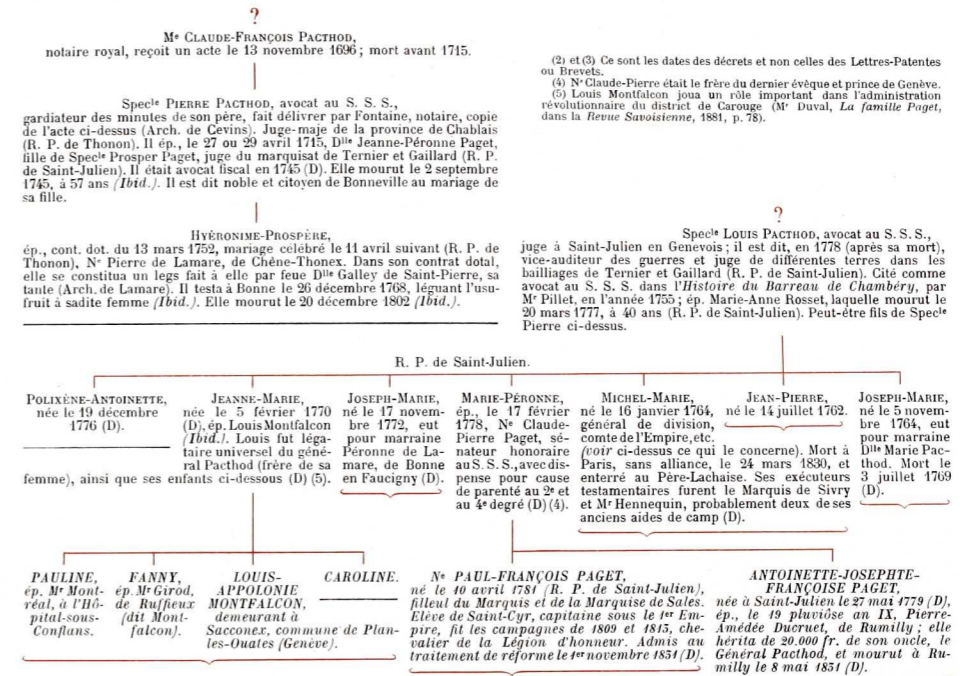 ?
Mᵉ CLAUDE-FRANÇOIS PACTHOD,
notaire royal, reçoit un acte le 13 novembre 1696; mort avant 1715.
(2) et (3) Ce sont les dates des décrets et non celles des Lettres-Patentes
ou Brevets.
(4) Nᵉ Claude-Pierre était le frère du dernier évêque et prince de Genève.
(5) Louis Montfalcon joua un rôle important dans l'administration
révolutionnaire du district de Carouge (Mʳ Duval, La famille Paget,
dans la Revue Savoisienne, 1881, p. 78).
Specˡᵉ PIERRE PACTHOD, avocat au S. S. S.,
gardiateur des minutes de son père, fait délivrer par Fontaine, notaire, copie
de l'acte ci-dessus (Arch. de Cevins). Juge-maje de la province de Chablais
(R. P. de Thonon). Il ép., le 27 ou 29 avril 1715, Dˡˡᵉ Jeanne-Péronne Paget,
fille de Specˡᵉ Prosper Paget, juge du marquisat de Ternier et Gaillard (R. P.
de Saint-Julien). Il était avocat fiscal en 1745 (D). Elle mourut le 2 septembre
1745, à 57 ans (Ibid.). Il est dit noble et citoyen de Bonneville au mariage de
sa fille.
HYÉRONIME-PROSPÈRE,
ép., cont. dot. du 13 mars 1752, mariage célébré le 11 avril suivant (R. P. de
Thonon), Nᵉ Pierre de Lamare, de Chêne-Thonex. Dans son contrat dotal,
elle se constitua un legs fait à elle par feue Dˡˡᵉ Galley de Saint-Pierre, sa
tante (Arch. de Lamare). Il testa à Bonne le 26 décembre 1768, léguant l'usu-
fruit à sadite femme (Ibid.). Elle mourut le 20 décembre 1802 (Ibid.).
?
Specˡᵉ LOUIS PACTHOD, avocat au S. S. S.,
juge à Saint-Julien en Genevois; il est dit, en 1778 (après sa mort),
vice-auditeur des guerres et juge de différentes terres dans les
bailliages de Ternier et Gaillard (R. P. de Saint-Julien). Cité comme
avocat au S. S. S. dans l'Histoire du Barreau de Chambéry, par
Mʳ Pillet, en l'année 1755; ép. Marie-Anne Rosset, laquelle mourut le
20 mars 1777, à 40 ans (R. P. de Saint-Julien). Peut-être fils de Specˡᵉ
Pierre ci-dessus.
R. P. de Saint-Julien.
POLIXÈNE-ANTOINETTE,
née le 19 décembre
1776 (D).
JEANNE-MARIE,
née le 5 février 1770
(D), ép. Louis Montfalcon
(Ibid.). Louis fut léga-
taire universel du géné-
ral Pacthod (frère de sa
femme), ainsi que ses enfants ci-dessous (D) (5).
JOSEPH-MARIE,
né le 17 novem-
bre 1772, eut
pour marraine
Péronne de La-
mare, de Bonne
en Faucigny (D).
MARIE-PÉRONNE,
ép., le 17 février
1778, Nᵉ Claude-
Pierre Paget, sé-
nateur honoraire
au S.S.S., avec dis-
pense pour cause
de parenté au 2ᵉ et
au 4ᵉ degré (D) (4).
MICHEL-MARIE,
né le 16 janvier 1764,
général de division,
comte de l'Empire, etc.
(voir ci-dessus ce qui le concerne). Mort à
Paris, sans alliance, le 24 mars 1830, et
enterré au Père-Lachaise. Ses exécuteurs
testamentaires furent le Marquis de Sivry
et Mʳ Hennequin, probablement deux de ses
anciens aides de camp (D).
JEAN-PIERRE,
né le 14 juillet 1762.
JOSEPH-MARIE,
né le 5 novem-
bre 1764, eut
pour marraine
Dˡˡᵉ Marie Pac-
thod. Mort le
3 juillet 1769
(D).
PAULINE,
ép. Mʳ Mont-
réal, à l'Hô-
pital-sous-
Conflans.
FANNY,
ép. Mʳ Girod,
de Ruffieux
(dit Mont-
falcon).
LOUIS-
APPOLONIE
MONTFALCON,
demeurant à
Sacconex, commune de Plan-
les-Ouates (Genève).
CAROLINE.
Nᵉ PAUL-FRANÇOIS PAGET,
né le 10 avril 1781 (R. P. de Saint-Julien),
filleul du Marquis et de la Marquise de Sales.
Elève de Saint-Cyr, capitaine sous le 1ᵉʳ Em-
pire, fit les campagnes de 1809 et 1815, che-
valier de la Légion d'honneur. Admis au
traitement de réforme le 1ᵉʳ novembre 1831 (D).
ANTOINETTE-JOSEPHTE-
FRANÇOISE PAGET,
née à Saint-Julien le 27 mai 1779 (D),
ép., le 19 pluviôse an IX, Pierre-
Amédée Ducruet, de Rumilly; elle
hérita de 20.000 fr. de son oncle, le
Général Pacthod, et mourut à Ru-
milly le 8 mai 1851 (D).